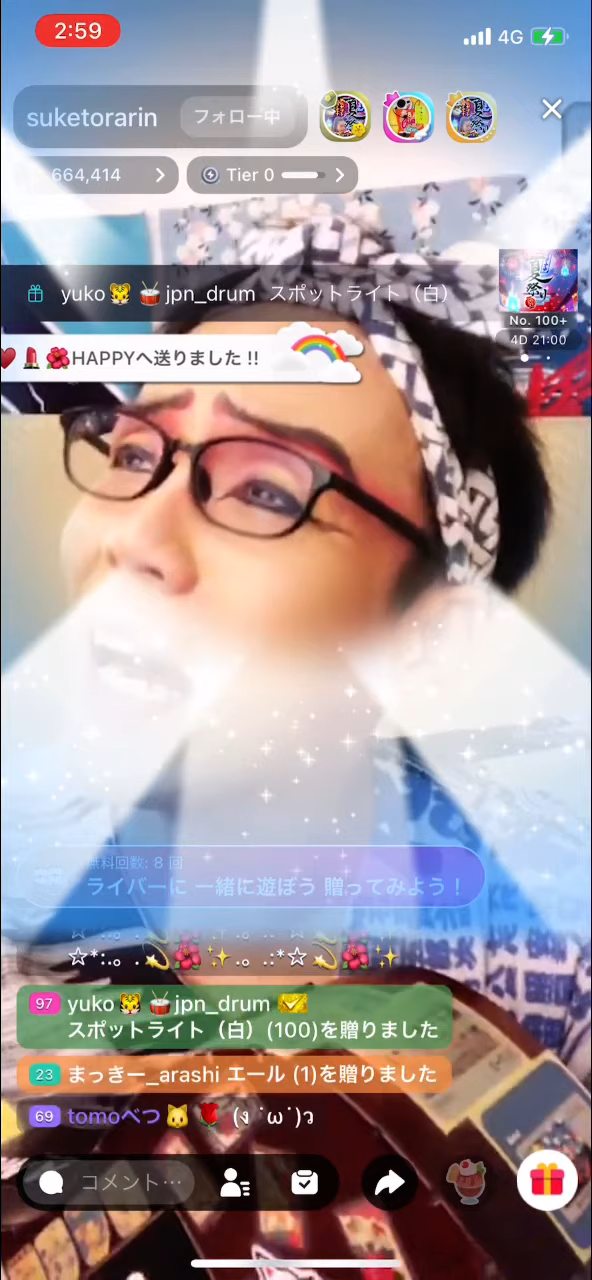 2:59
4G
suketorarin フォロー中
664,414
Tier 0
yuko🐯 🥁jpn_drum スポットライト（白）
夏祭り
No. 100+
4D 21:00
❤️💄🌺HAPPYへ送りました !!
無料回数: 8 回
ライバーに 一緒に遊ぼう 贈ってみよう！
☆*:.｡ .💫🌺✨.｡ .:*☆💫🌺✨
97 yuko🐯 🥁jpn_drum
スポットライト（白）(100)を贈りました
23 まっきー_arashi エール (1)を贈りました
69 tomoべつ🐱🌹 (ง ˙ω˙)ว
コメント…